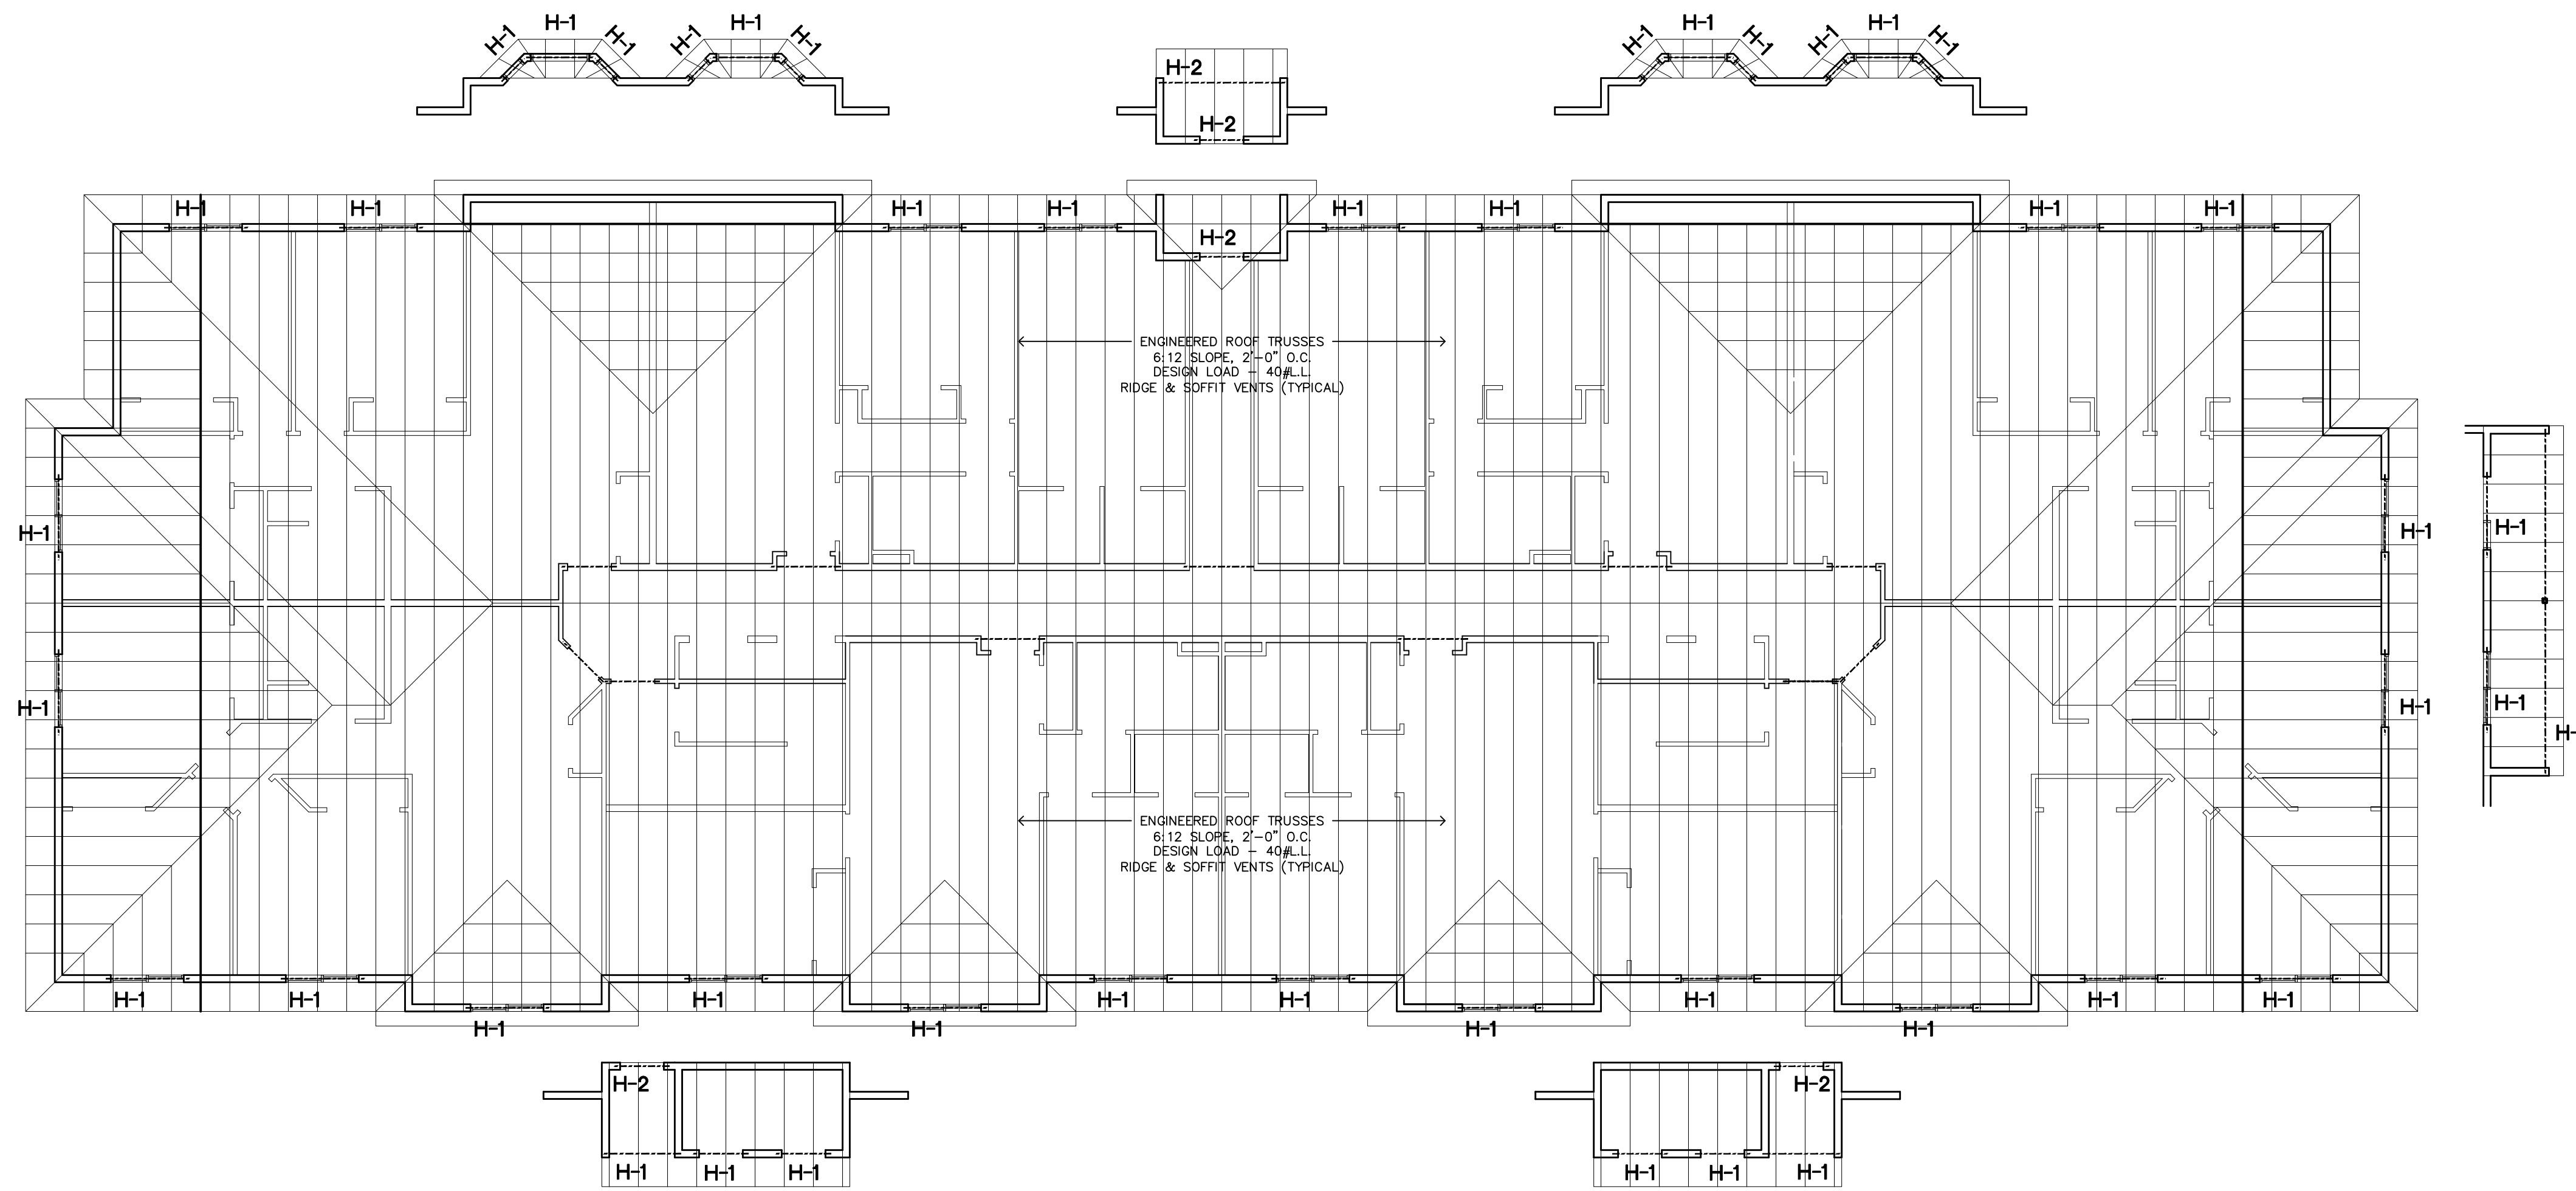 H-1
H-1
H-1
H-1
H-1
H-1
H-2
H-2
H-1
H-1
H-1
H-1
H-1
H-1
H-1
H-1
H-1
H-1
H-1
H-1
H-1
H-1
H-2
ENGINEERED ROOF TRUSSES
6:12 SLOPE, 2'-0" O.C.
DESIGN LOAD - 40#L.L.
RIDGE & SOFFIT VENTS (TYPICAL)
H-1
H-1
H-1
H-1
H-1
H-1
ENGINEERED ROOF TRUSSES
6:12 SLOPE, 2'-0" O.C.
DESIGN LOAD - 40#L.L.
RIDGE & SOFFIT VENTS (TYPICAL)
H-1
H-1
H-1
H-1
H-1
H-1
H-1
H-1
H-1
H-1
H-1
H-1
H-2
H-1
H-1
H-1
H-2
H-1
H-1
H-1